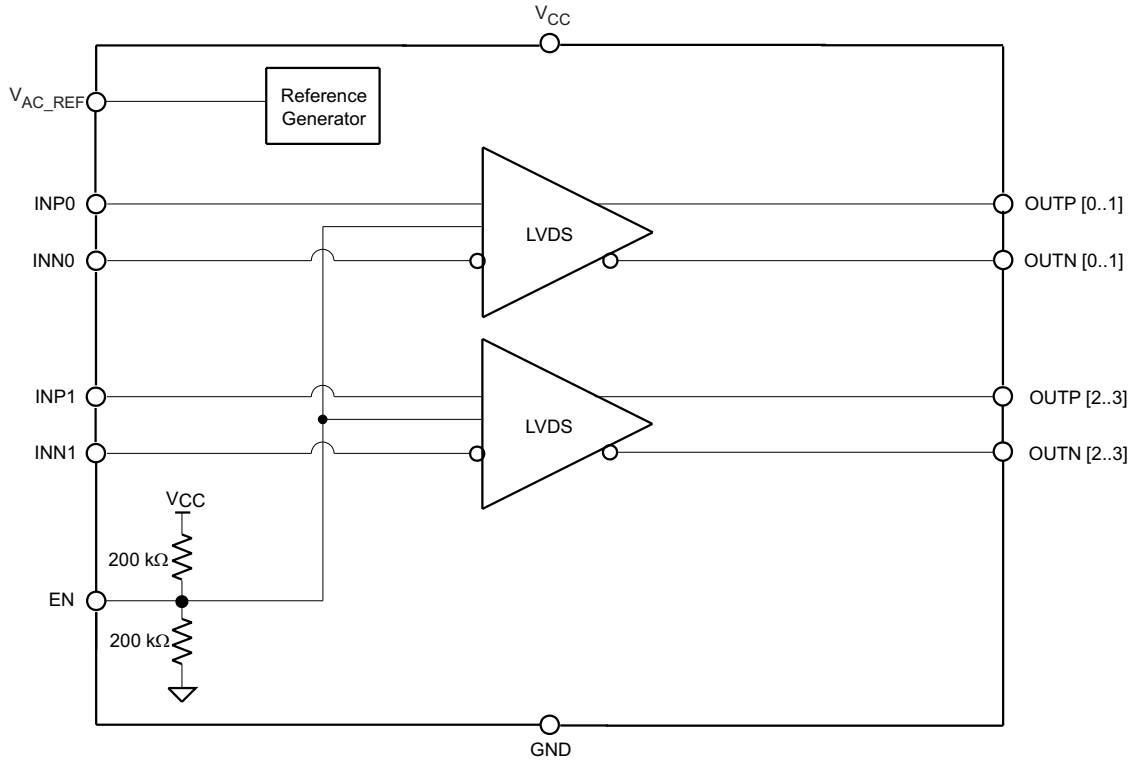 VCC
VAC_REF
Reference
Generator
INP0
LVDS
OUTP [0..1]
INN0
OUTN [0..1]
INP1
LVDS
OUTP [2..3]
INN1
OUTN [2..3]
VCC
200 kΩ
EN
200 kΩ
GND